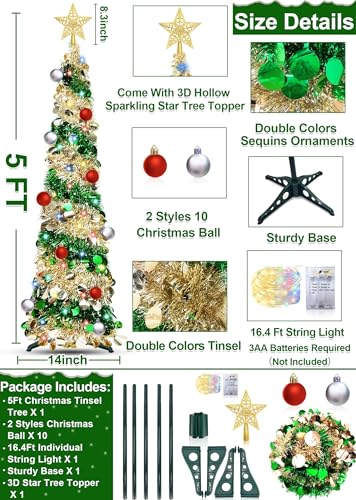 Size Details
8.3inch
5 FT
14inch
Come With 3D Hollow
Sparkling Star Tree Topper
Double Colors
Sequins Ornaments
2 Styles 10
Christmas Ball
Sturdy Base
Double Colors Tinsel
16.4 Ft String Light
3AA Batteries Required
(Not Included)
Package Includes:
• 5Ft Christmas Tinsel
Tree X 1
• 2 Styles Christmas
Ball X 10
• 16.4Ft Individual
String Light X 1
• Sturdy Base X 1
• 3D Star Tree Topper
X 1